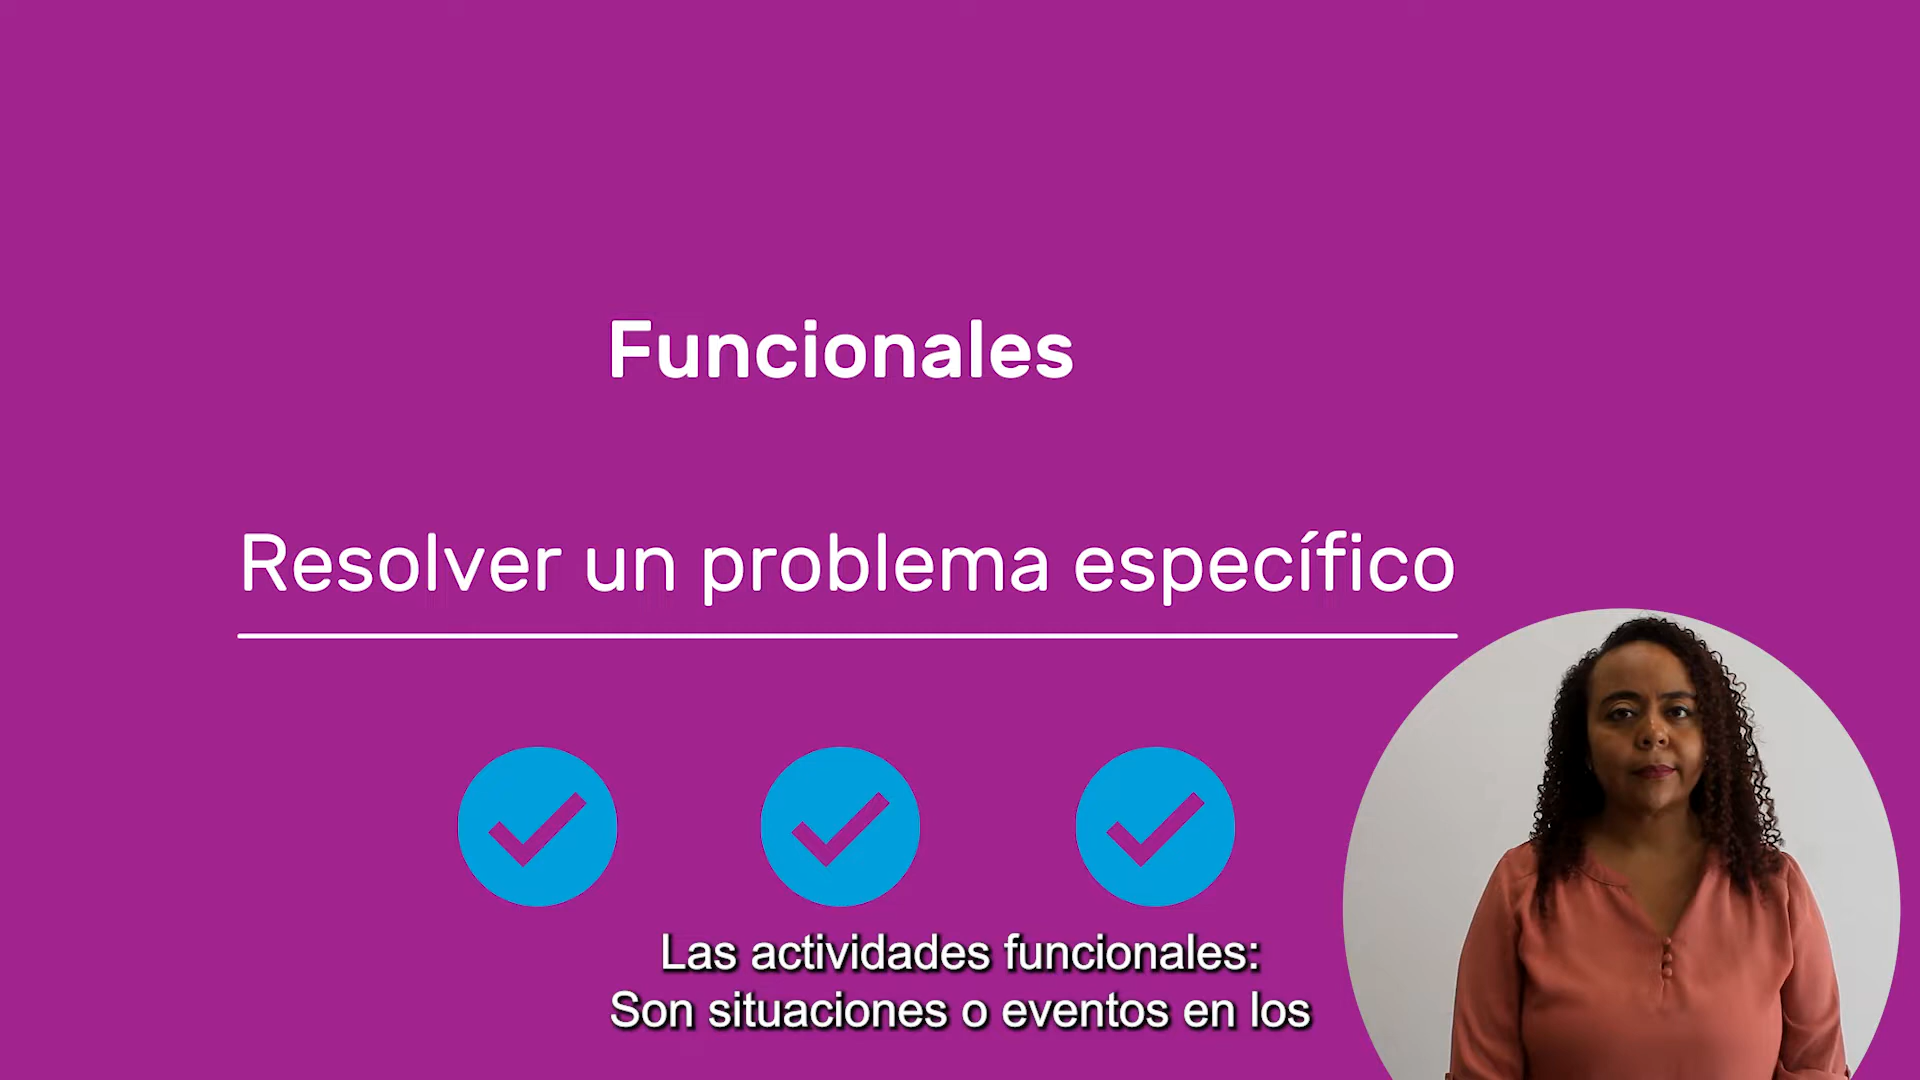 Funcionales
Resolver un problema específico
Las actividades funcionales:
Son situaciones o eventos en los